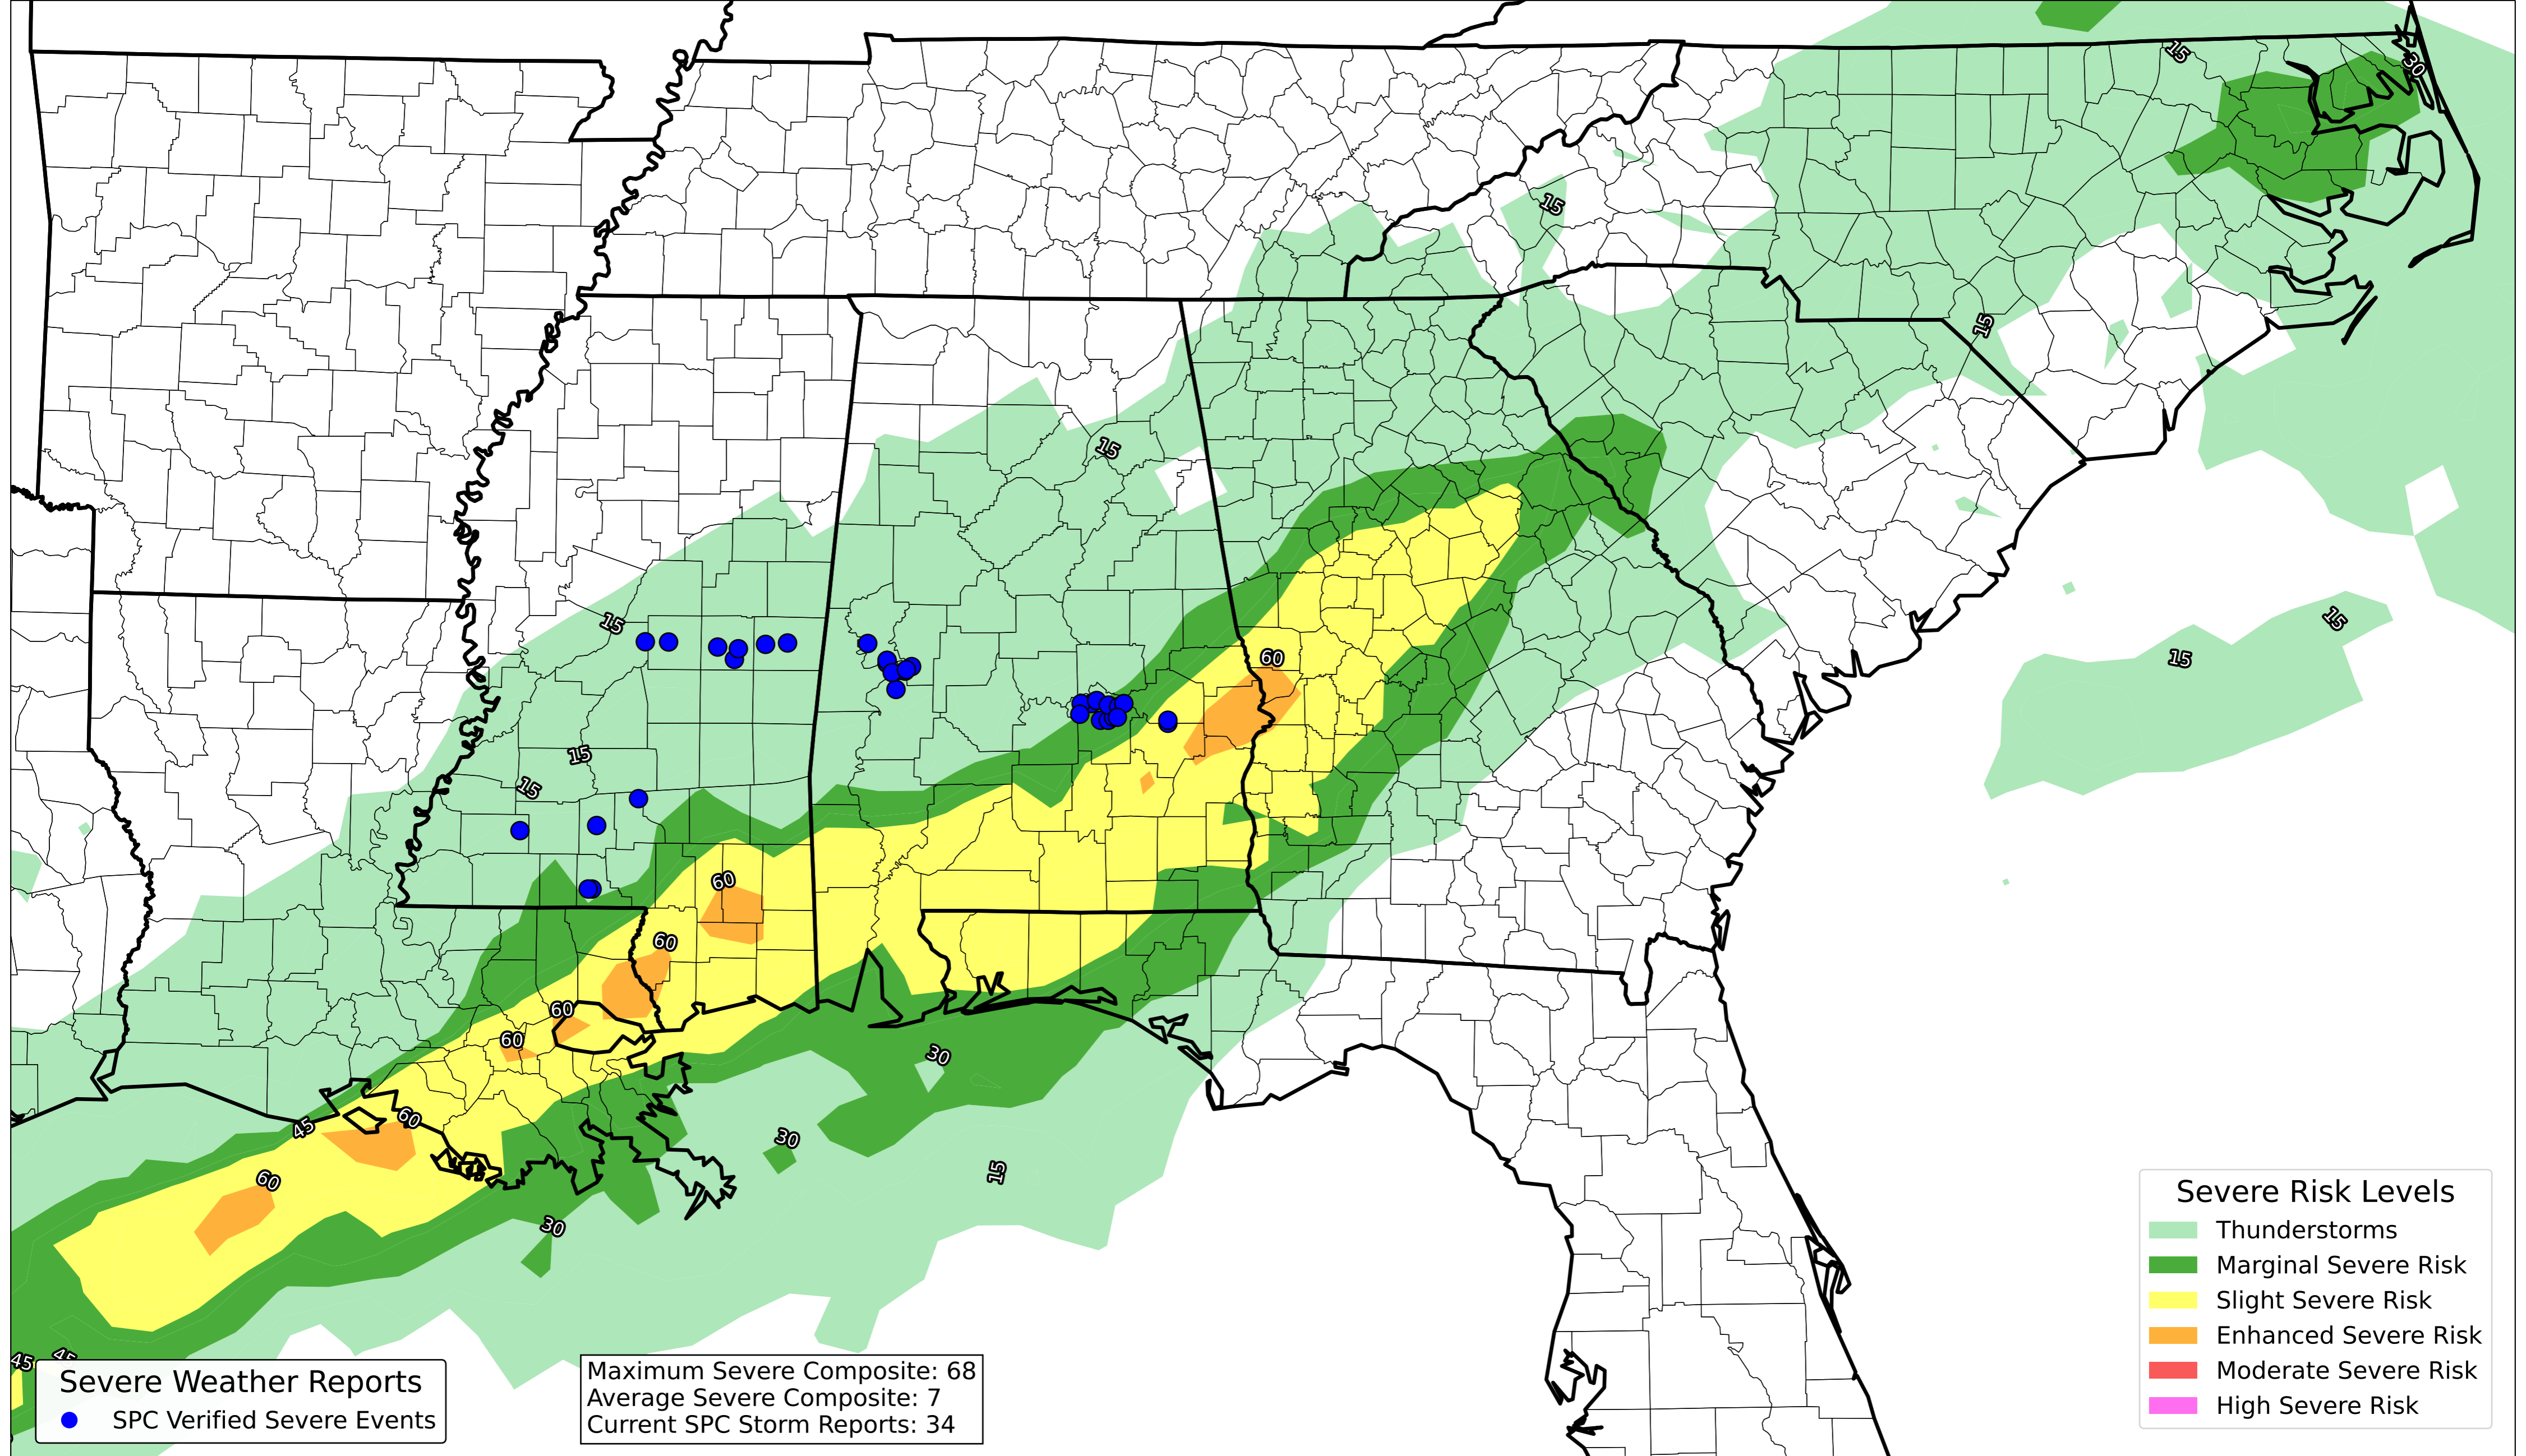 15
30
15
15
15
15
15
15
60
15
15
15
60
60
60
60
30
45
60
30
15
60
30
45
45
Severe Risk Levels
Thunderstorms
Marginal Severe Risk
Slight Severe Risk
Enhanced Severe Risk
Moderate Severe Risk
High Severe Risk
Severe Weather Reports
SPC Verified Severe Events
Maximum Severe Composite: 68
Average Severe Composite: 7
Current SPC Storm Reports: 34